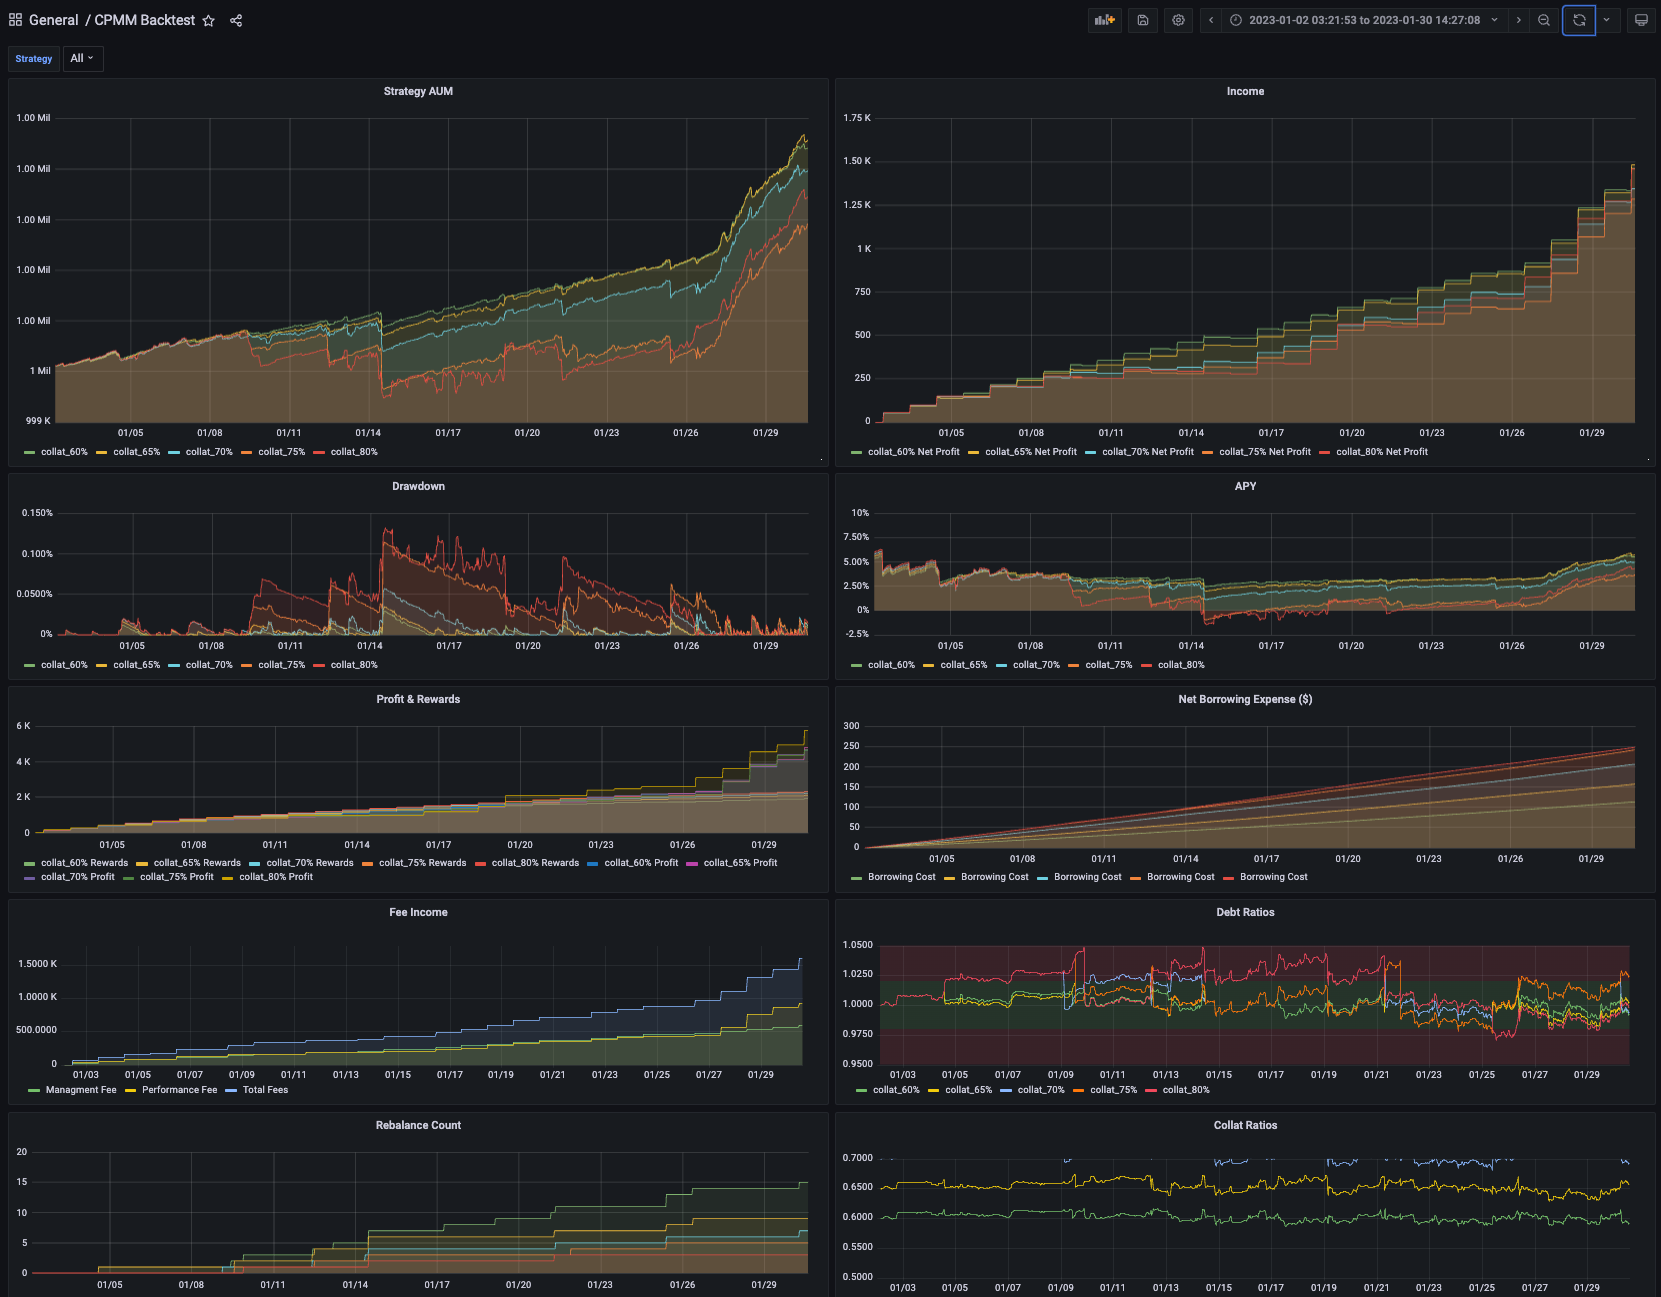 General / CPMM Backtest
2023-01-02 03:21:53 to 2023-01-30 14:27:08
Strategy All
Strategy AUM
1.00 Mil
1.00 Mil
1.00 Mil
1.00 Mil
1.00 Mil
1 Mil
999 K
01/05 01/08 01/11 01/14 01/17 01/20 01/23 01/26 01/29
collat_60% collat_65% collat_70% collat_75% collat_80%
Income
1.75 K
1.50 K
1.25 K
1 K
750
500
250
0
01/05 01/08 01/11 01/14 01/17 01/20 01/23 01/26 01/29
collat_60% Net Profit collat_65% Net Profit collat_70% Net Profit collat_75% Net Profit collat_80% Net Profit
Drawdown
0.150%
0.100%
0.0500%
0%
01/05 01/08 01/11 01/14 01/17 01/20 01/23 01/26 01/29
collat_60% collat_65% collat_70% collat_75% collat_80%
APY
10%
7.50%
5.00%
2.50%
0%
-2.5%
01/05 01/08 01/11 01/14 01/17 01/20 01/23 01/26 01/29
collat_60% collat_65% collat_70% collat_75% collat_80%
Profit & Rewards
6 K
4 K
2 K
0
01/05 01/08 01/11 01/14 01/17 01/20 01/23 01/26 01/29
collat_60% Rewards collat_65% Rewards collat_70% Rewards collat_75% Rewards collat_80% Rewards collat_60% Profit collat_65% Profit
collat_70% Profit collat_75% Profit collat_80% Profit
Net Borrowing Expense ($)
300
250
200
150
100
50
0
01/05 01/08 01/11 01/14 01/17 01/20 01/23 01/26 01/29
Borrowing Cost Borrowing Cost Borrowing Cost Borrowing Cost Borrowing Cost
Fee Income
1.5000 K
1.0000 K
500.0000
0
01/03 01/05 01/07 01/09 01/11 01/13 01/15 01/17 01/19 01/21 01/23 01/25 01/27 01/29
Managment Fee Performance Fee Total Fees
Debt Ratios
1.0500
1.0250
1.0000
0.9750
0.9500
01/03 01/05 01/07 01/09 01/11 01/13 01/15 01/17 01/19 01/21 01/23 01/25 01/27 01/29
collat_60% collat_65% collat_70% collat_75% collat_80%
Rebalance Count
20
15
10
5
0
01/05 01/08 01/11 01/14 01/17 01/20 01/23 01/26 01/29
Collat Ratios
0.7000
0.6500
0.6000
0.5500
0.5000
01/03 01/05 01/07 01/09 01/11 01/13 01/15 01/17 01/19 01/21 01/23 01/25 01/27 01/29